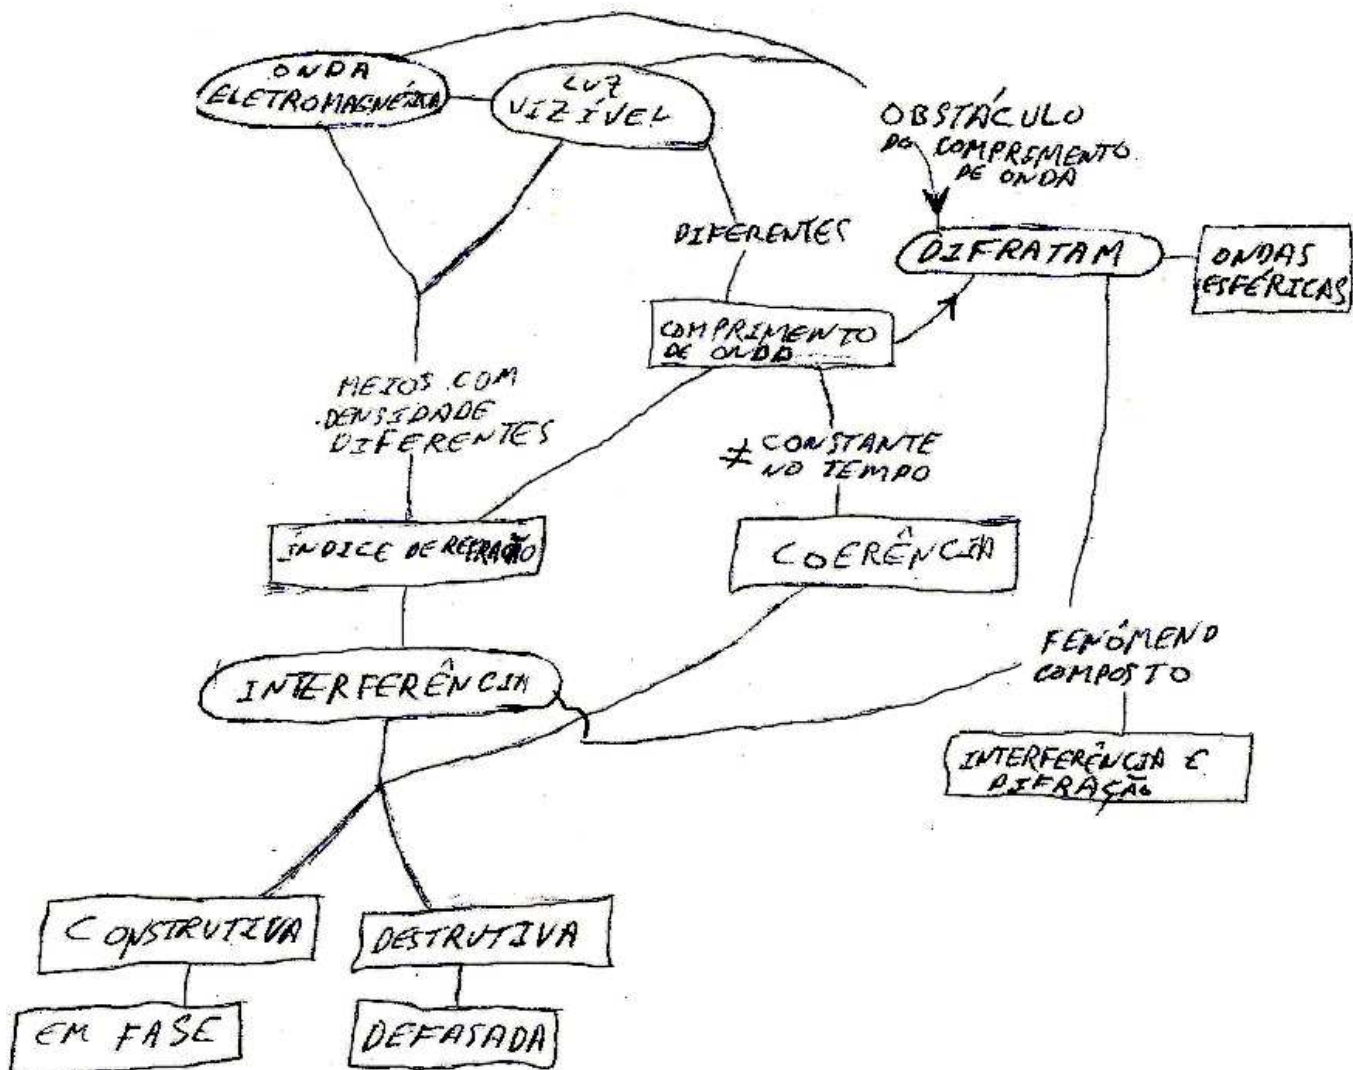 ONDA
ELETROMAGNÉTICA
LUZ
VIZÍVEL
OBSTÁCULO
DO COMPRIMENTO
DE ONDA
DIFERENTES
DIFRATAM
ONDAS
ESFÉRICAS
COMPRIMENTO
DE ONDA
MEIOS COM
DENSIDADE
DIFERENTES
≠ CONSTANTE
NO TEMPO
ÍNDICE DE REFRAÇÃO
COERÊNCIA
INTERFERÊNCIA
FENÔMENO
COMPOSTO
INTERFERÊNCIA E
DIFRAÇÃO
CONSTRUTIVA
DESTRUTIVA
EM FASE
DEFASADA